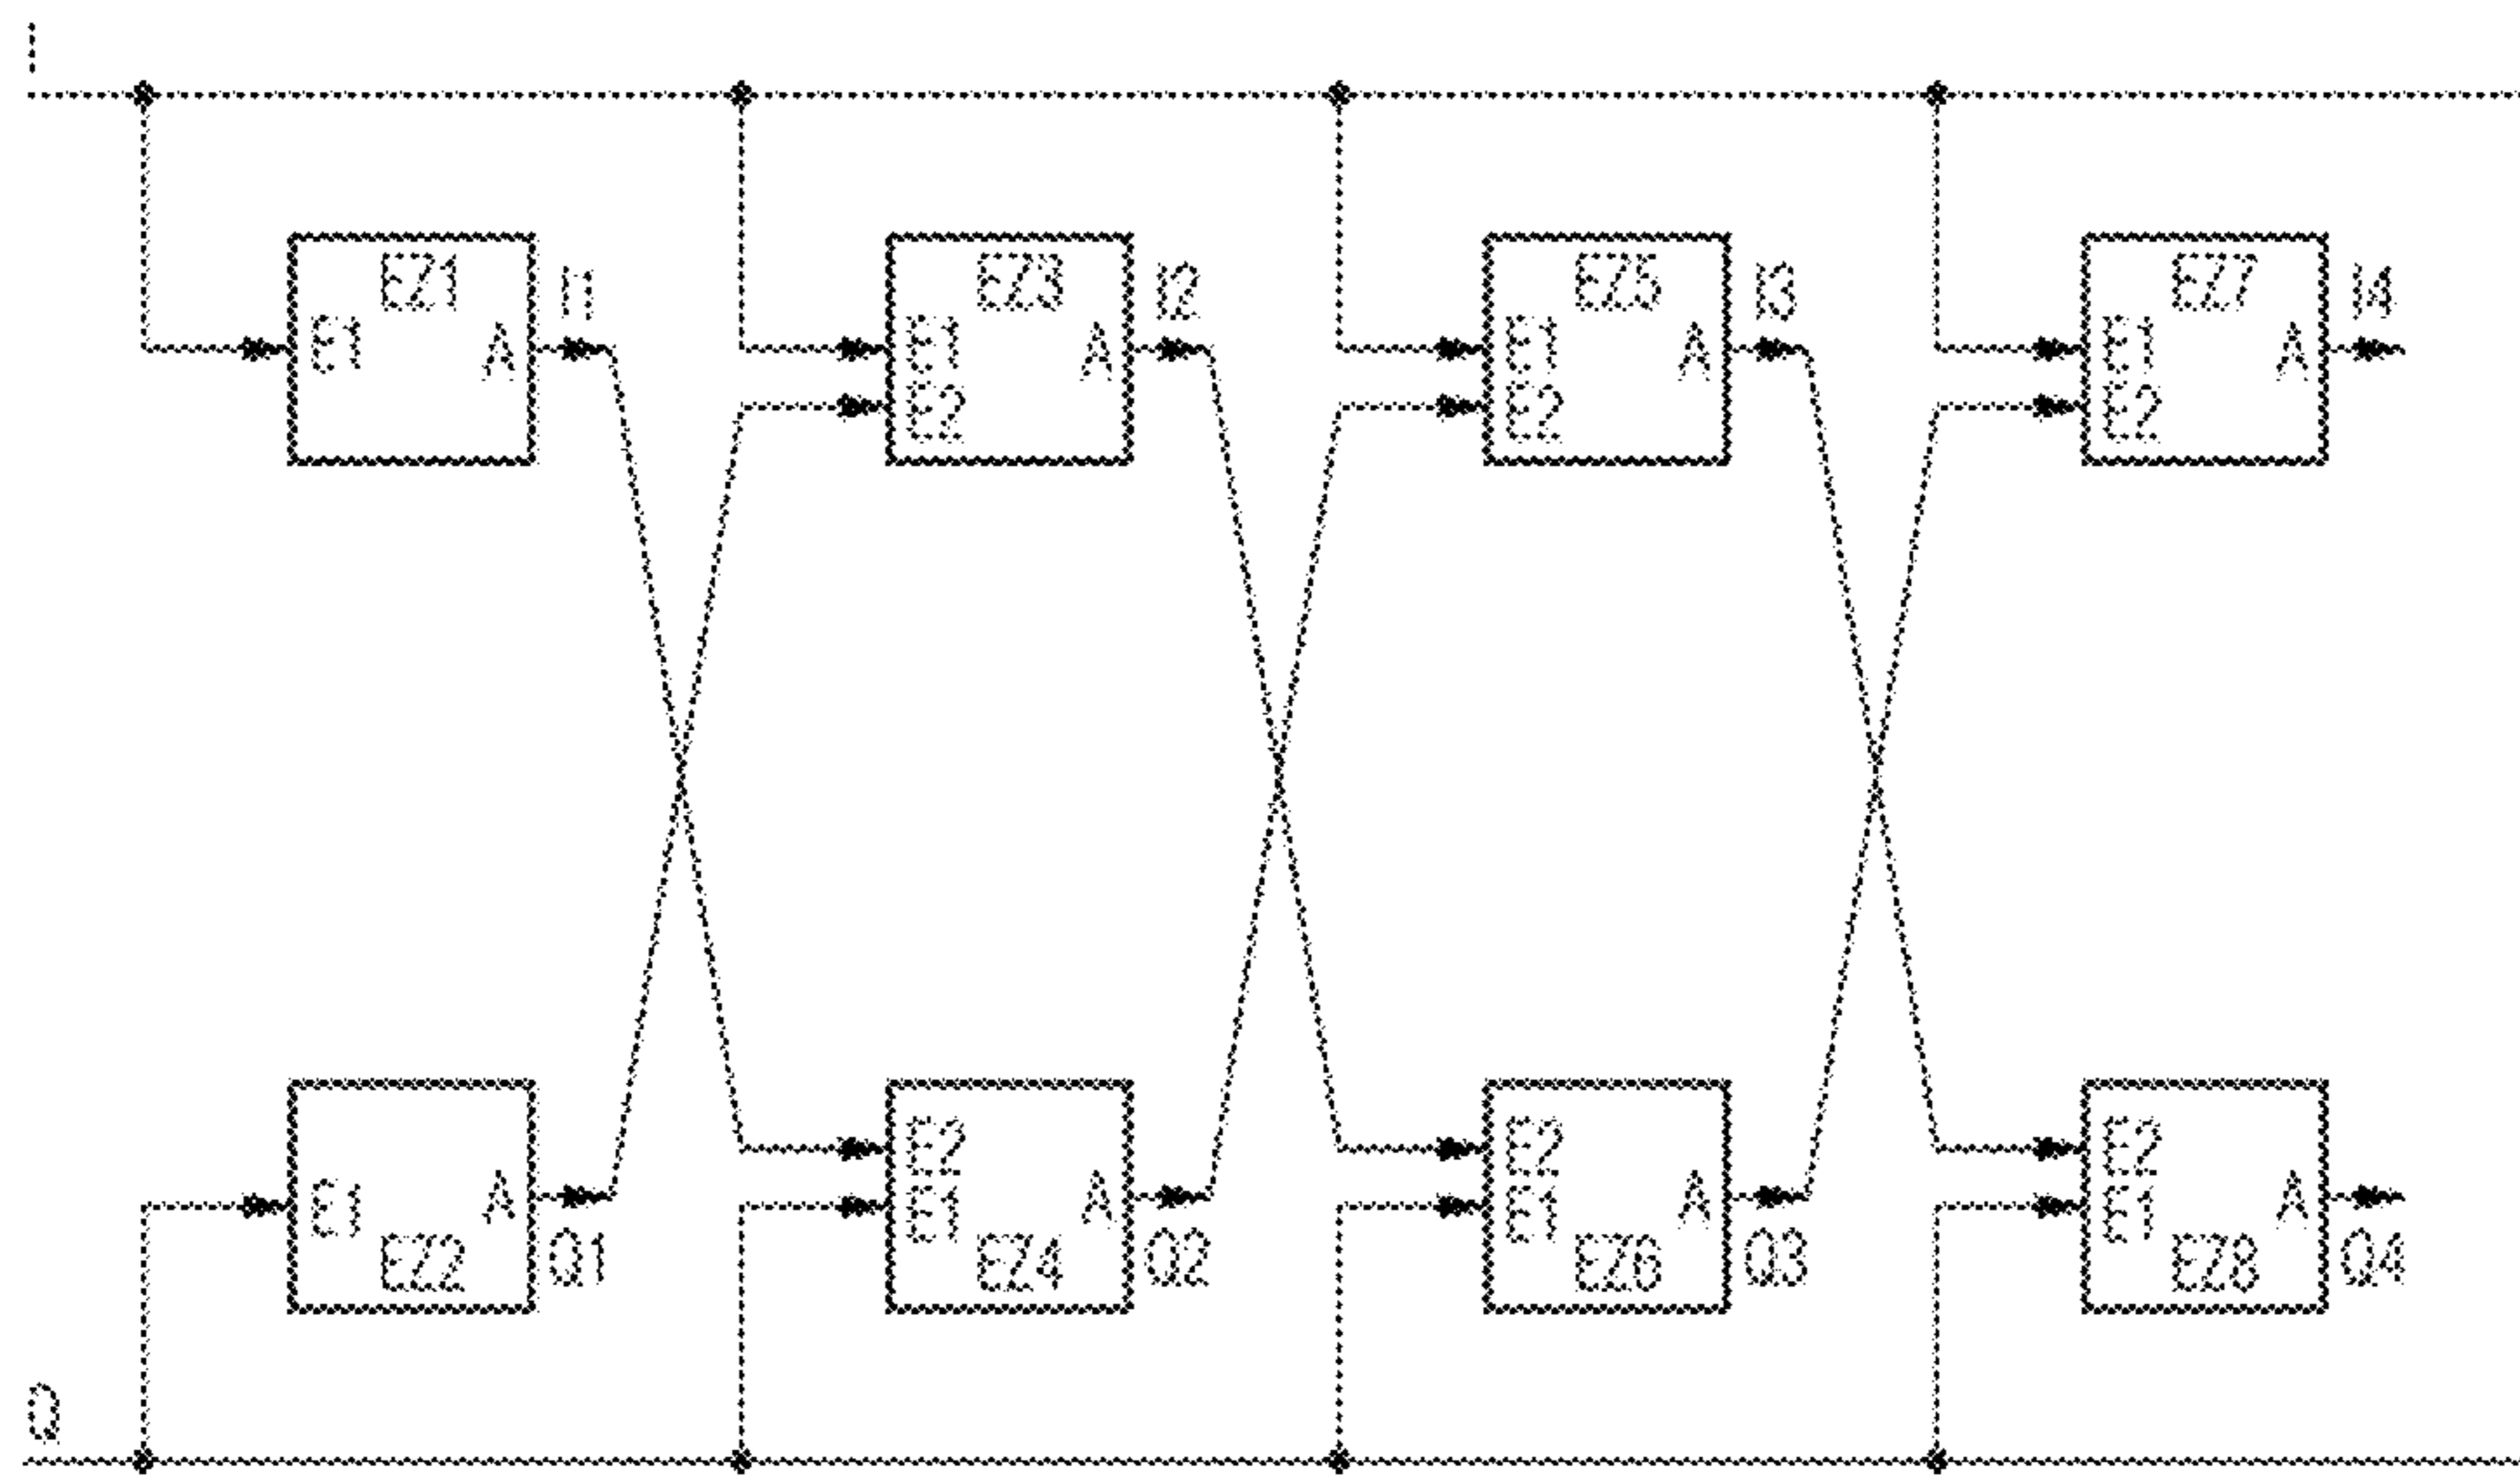 I
EZ1 I1 EZ3 I2 EZ5 I3 EZ7 I4
E1 A E1 A E1 A E1 A
E2 E2 E2
E2 E2 E2
E1 A E1 A E1 A E1 A
EZ2 Q1 EZ4 Q2 EZ6 Q3 EZ8 Q4
Q